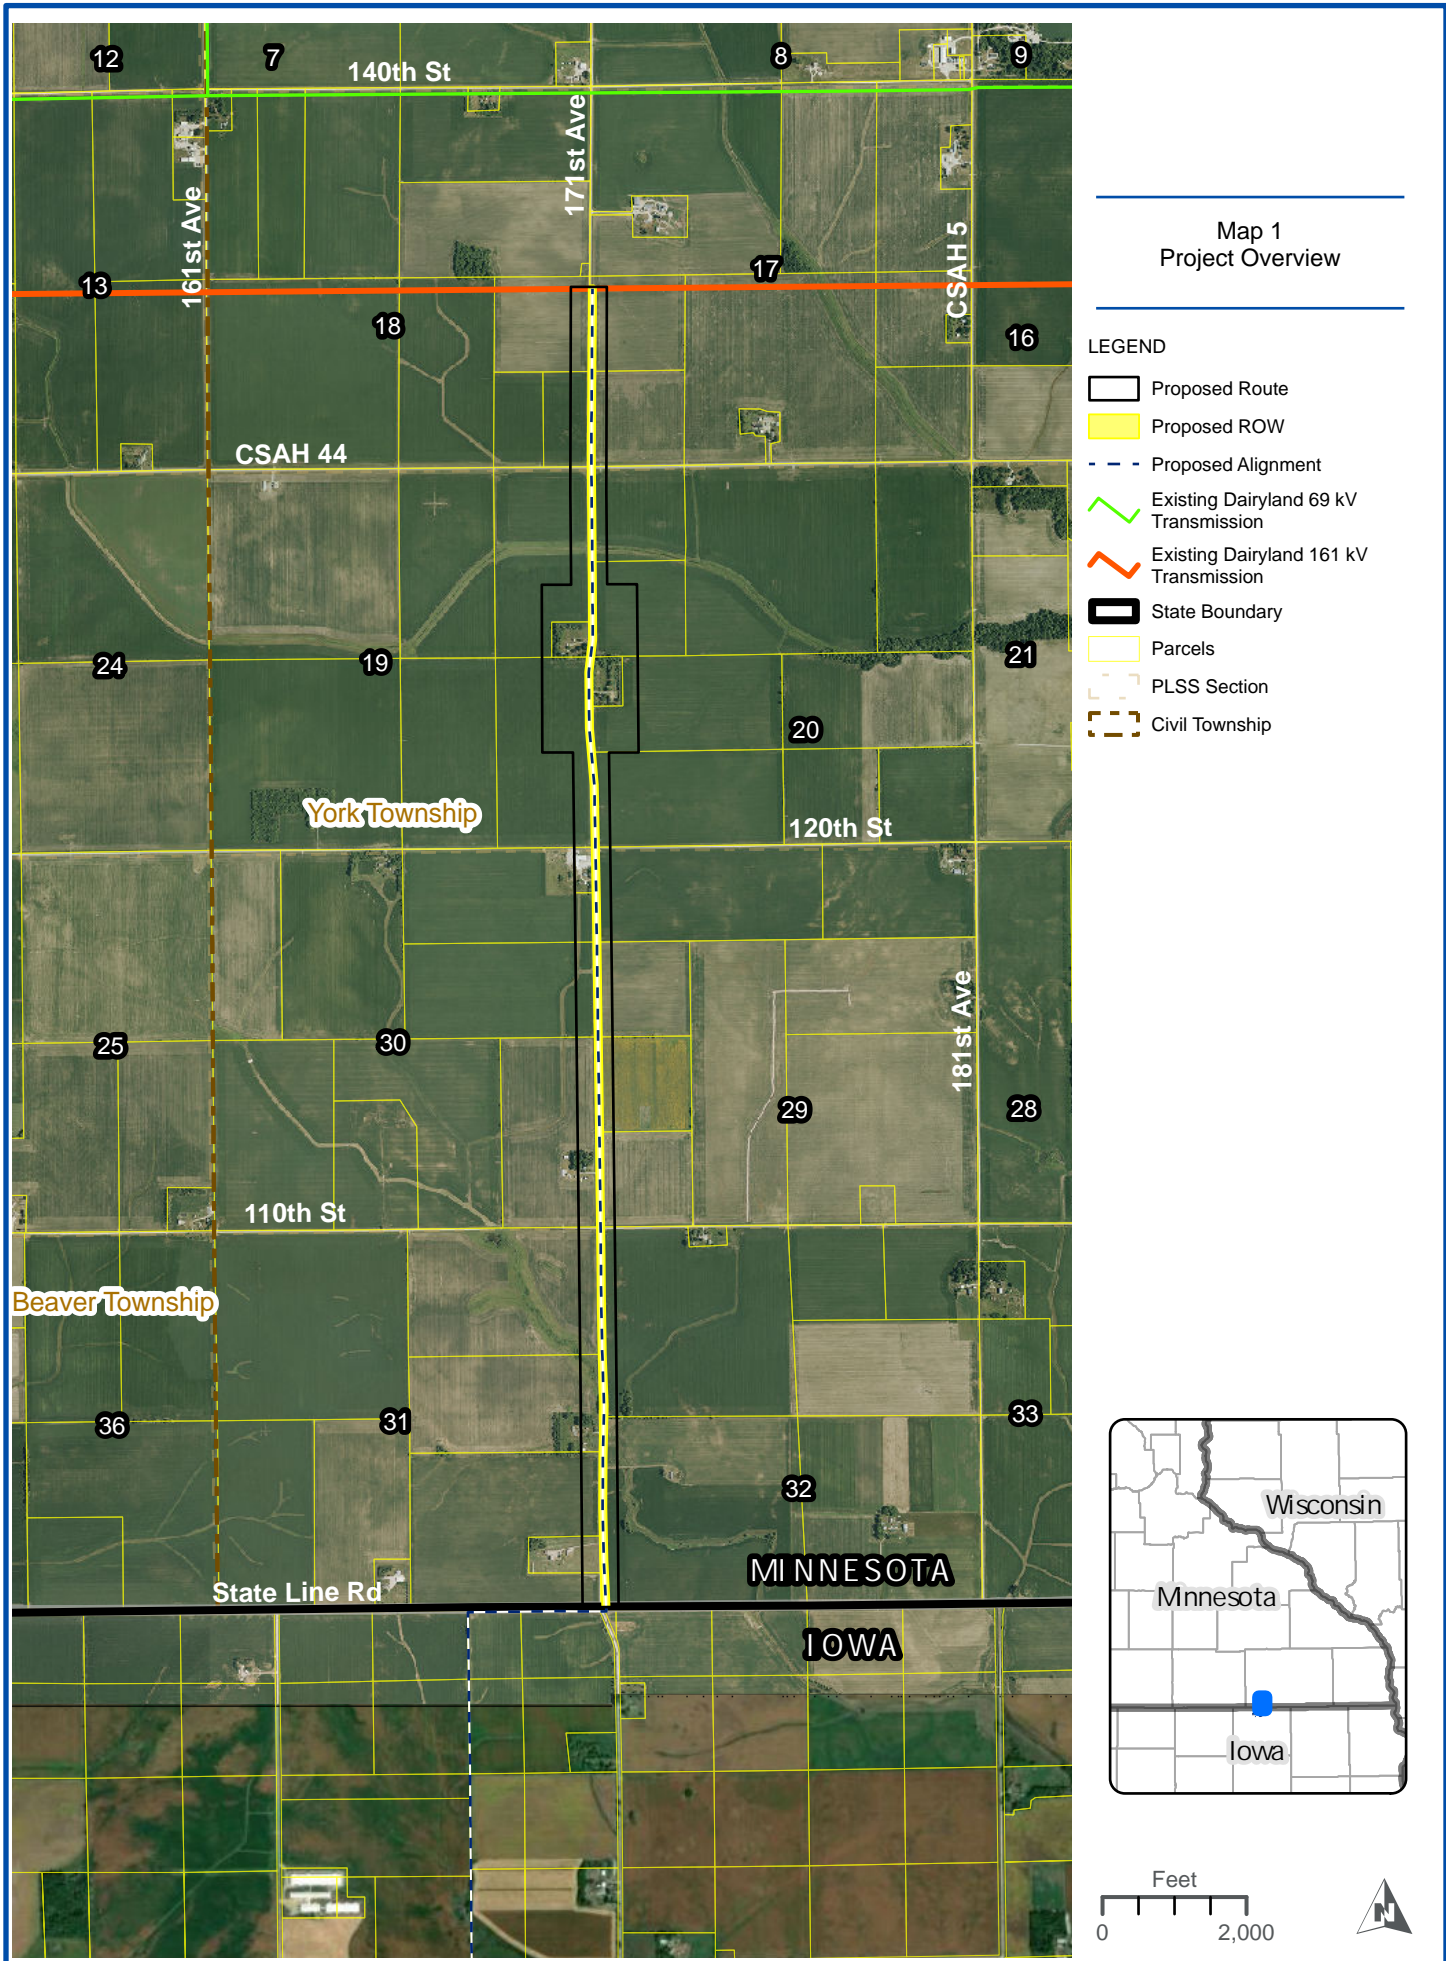 12
7
8
9
140th St
171st Ave
161st Ave
CSAH 5
13
17
18
16
CSAH 44
24
19
21
20
York Township
120th St
181st Ave
25
30
29
28
110th St
Beaver Township
36
31
33
32
MINNESOTA
State Line Rd
IOWA
Map 1
Project Overview
LEGEND
Proposed Route
Proposed ROW
Proposed Alignment
Existing Dairyland 69 kV
Transmission
Existing Dairyland 161 kV
Transmission
State Boundary
Parcels
PLSS Section
Civil Township
Wisconsin
Minnesota
Iowa
Feet
0 2,000
N